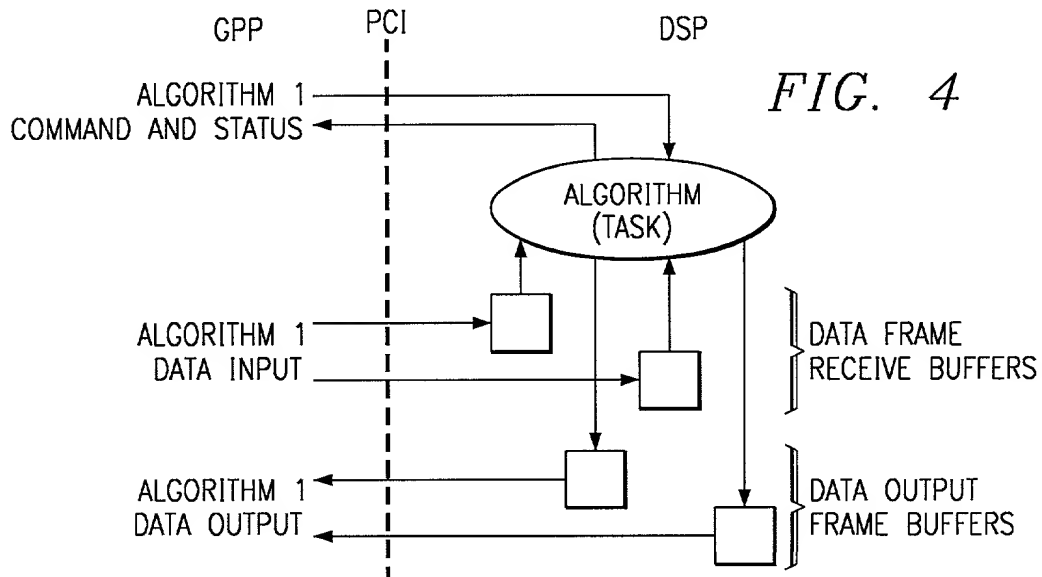 GPP PCI DSP
FIG. 4
ALGORITHM 1
COMMAND AND STATUS
ALGORITHM
(TASK)
ALGORITHM 1
DATA INPUT
DATA FRAME
RECEIVE BUFFERS
ALGORITHM 1
DATA OUTPUT
DATA OUTPUT
FRAME BUFFERS